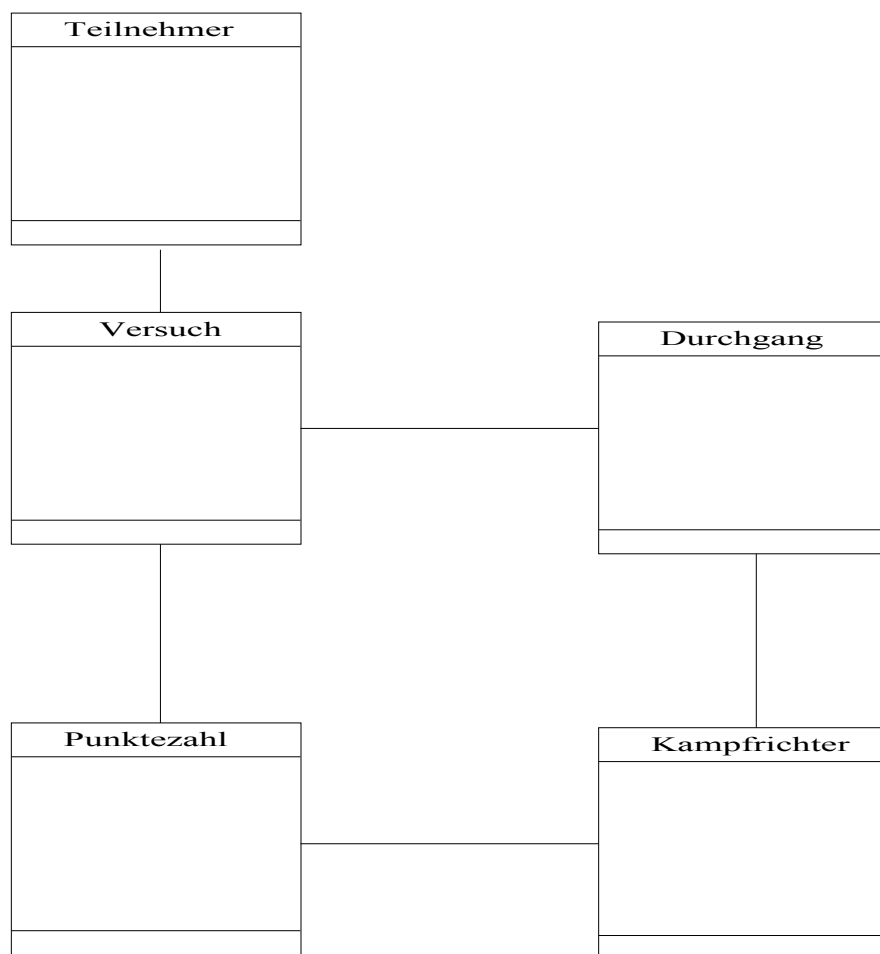 Teilnehmer
Versuch
Durchgang
Punktezahl
Kampfrichter